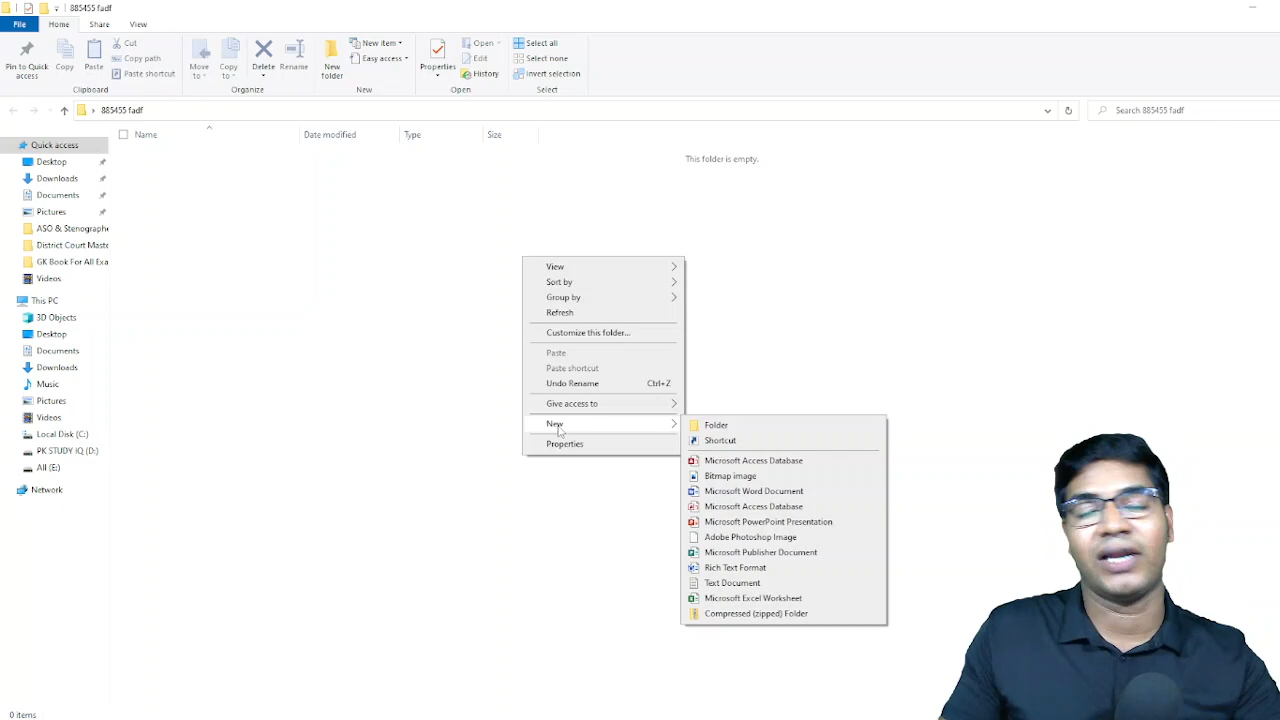 885455 fadf
File Home Share View
Pin to Quick access
Copy
Paste
Cut
Copy path
Paste shortcut
Clipboard
Move to
Copy to
Delete
Rename
Organize
New folder
New item
Easy access
New
Properties
Open
Edit
History
Open
Select all
Select none
Invert selection
Select
885455 fadf
Search 885455 fadf
Name Date modified Type Size
This folder is empty.
Quick access
Desktop
Downloads
Documents
Pictures
ASO & Stenographe
District Court Maste
GK Book For All Exa
Videos
This PC
3D Objects
Desktop
Documents
Downloads
Music
Pictures
Videos
Local Disk (C:)
PK STUDY IQ (D:)
All (E:)
Network
View
Sort by
Group by
Refresh
Customize this folder...
Paste
Paste shortcut
Undo Rename Ctrl+Z
Give access to
New
Properties
Folder
Shortcut
Microsoft Access Database
Bitmap image
Microsoft Word Document
Microsoft Access Database
Microsoft PowerPoint Presentation
Adobe Photoshop Image
Microsoft Publisher Document
Rich Text Format
Text Document
Microsoft Excel Worksheet
Compressed (zipped) Folder
0 items